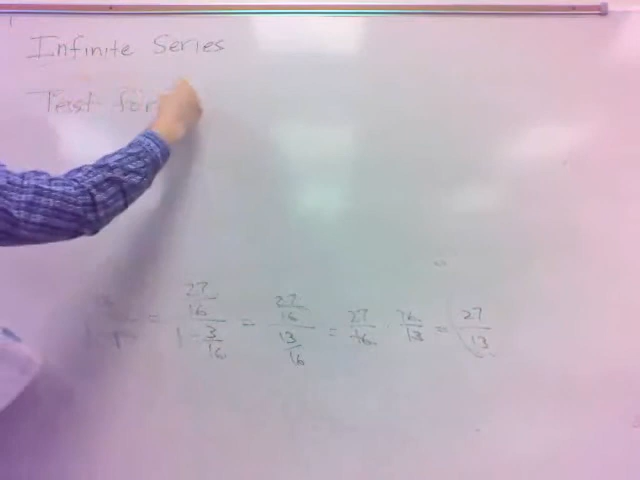 Infinite Series
Test for
= 27/16 / 1 - 3/16 = 27/16 / 13/16 = 27/16 · 16/13 = 27/13